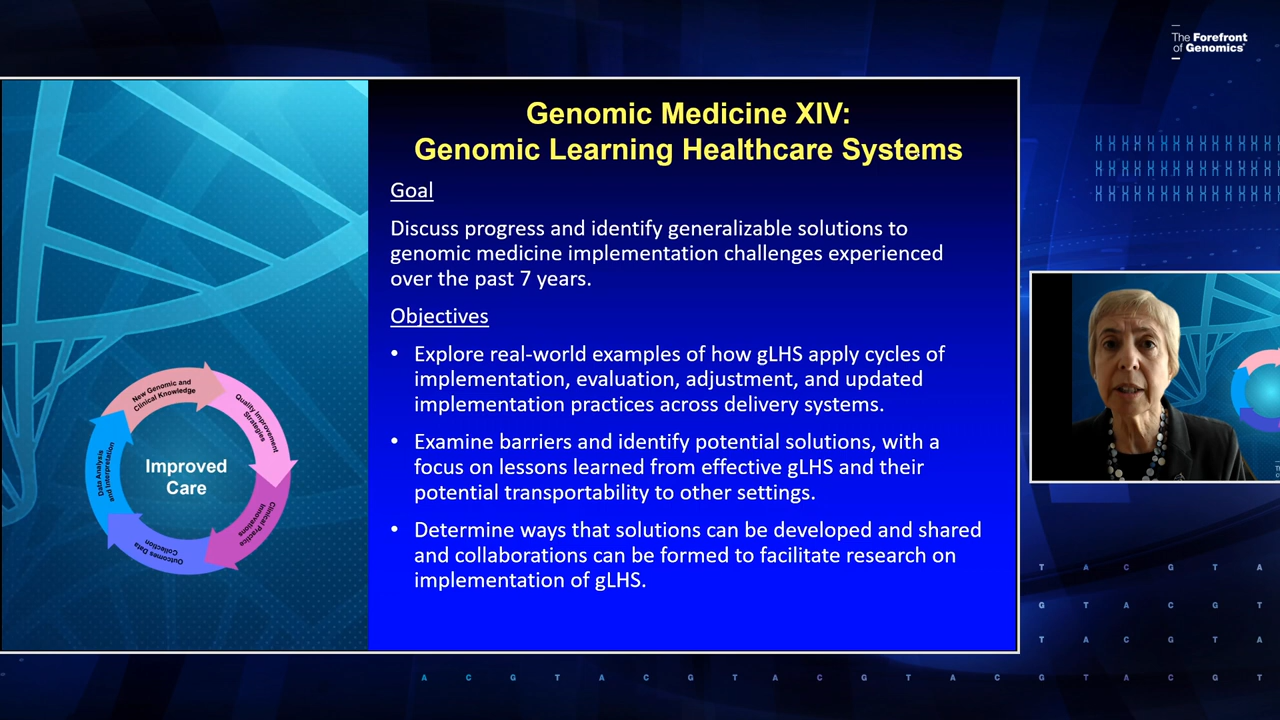 The Forefront
of Genomics®
Genomic Medicine XIV:
Genomic Learning Healthcare Systems
Goal
Discuss progress and identify generalizable solutions to
genomic medicine implementation challenges experienced
over the past 7 years.
Objectives
• Explore real-world examples of how gLHS apply cycles of
implementation, evaluation, adjustment, and updated
implementation practices across delivery systems.
• Examine barriers and identify potential solutions, with a
focus on lessons learned from effective gLHS and their
potential transportability to other settings.
• Determine ways that solutions can be developed and shared
and collaborations can be formed to facilitate research on
implementation of gLHS.
New Genomic and
Clinical Knowledge
Quality Improvement
Strategies
Clinical Practice
Innovations
Outcomes Data
Collection
Data Analysis
and Interpretation
Improved
Care
T A C G T A
G T A C G T
T A C G T A
A C G T A C G T A C G T A C G T A C G T